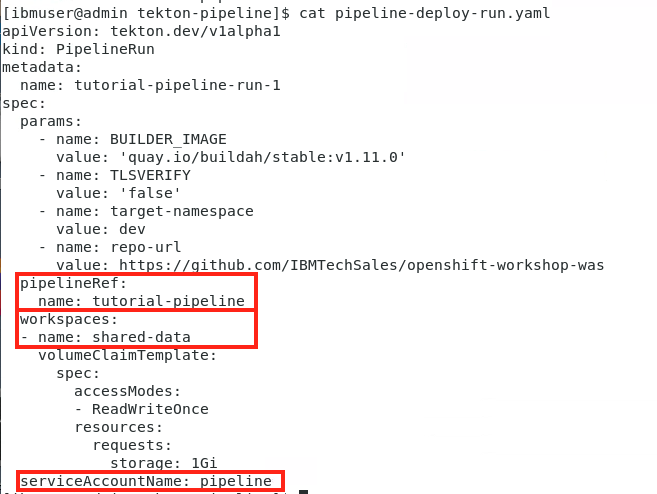 [ibmuser@admin tekton-pipeline]$ cat pipeline-deploy-run.yaml
apiVersion: tekton.dev/v1alpha1
kind: PipelineRun
metadata:
  name: tutorial-pipeline-run-1
spec:
  params:
    - name: BUILDER_IMAGE
      value: 'quay.io/buildah/stable:v1.11.0'
    - name: TLSVERIFY
      value: 'false'
    - name: target-namespace
      value: dev
    - name: repo-url
      value: https://github.com/IBMTechSales/openshift-workshop-was
  pipelineRef:
    name: tutorial-pipeline
  workspaces:
  - name: shared-data
    volumeClaimTemplate:
      spec:
        accessModes:
        - ReadWriteOnce
        resources:
          requests:
            storage: 1Gi
  serviceAccountName: pipeline